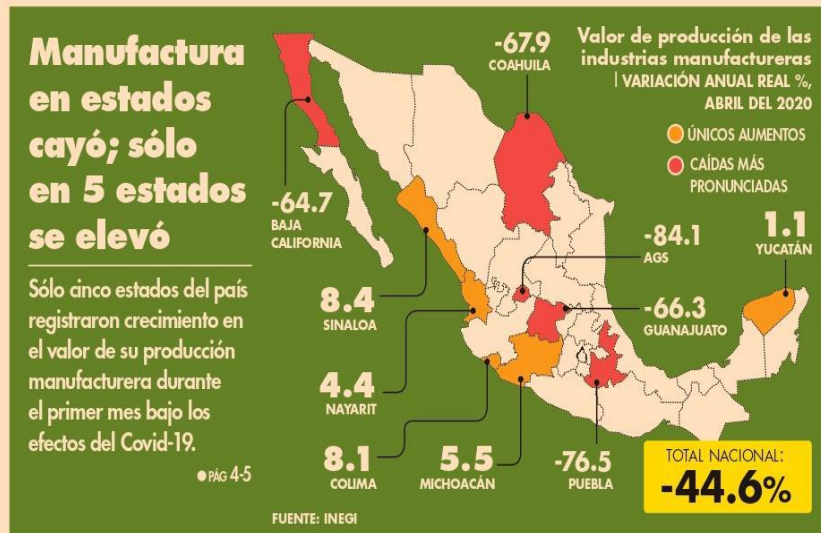 Manufactura
en estados
cayó; sólo
en 5 estados
se elevó
Sólo cinco estados del país
registraron crecimiento en
el valor de su producción
manufacturera durante
el primer mes bajo los
efectos del Covid-19.
● PÁG 4-5
Valor de producción de las
industrias manufactureras
| VARIACIÓN ANUAL REAL %,
ABRIL DEL 2020
ÚNICOS AUMENTOS
CAÍDAS MÁS
PRONUNCIADAS
-67.9
COAHUILA
-64.7
BAJA
CALIFORNIA
-84.1
AGS
1.1
YUCATÁN
8.4
SINALOA
-66.3
GUANAJUATO
4.4
NAYARIT
8.1
COLIMA
5.5
MICHOACÁN
-76.5
PUEBLA
TOTAL NACIONAL:
-44.6%
FUENTE: INEGI